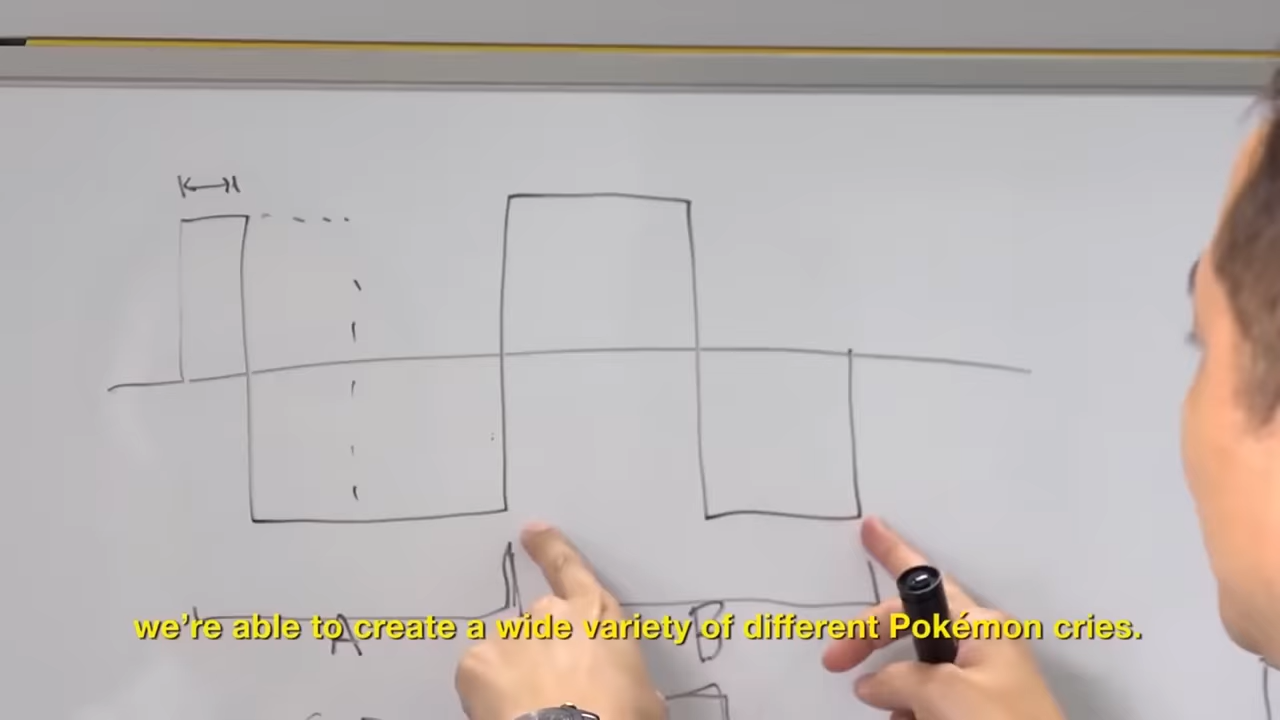 we're able to create a wide variety of different Pokémon cries.
A
B